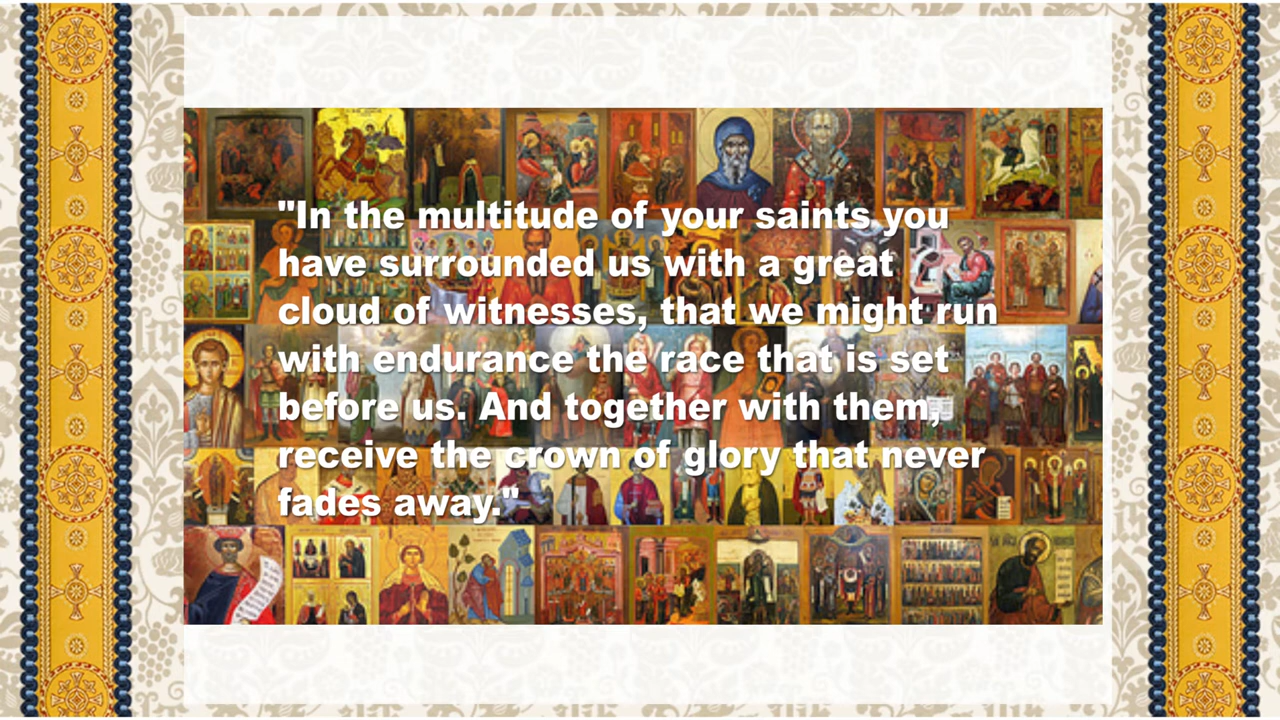 "In the multitude of your saints you
have surrounded us with a great
cloud of witnesses, that we might run
with endurance the race that is set
before us. And together with them,
receive the crown of glory that never
fades away."